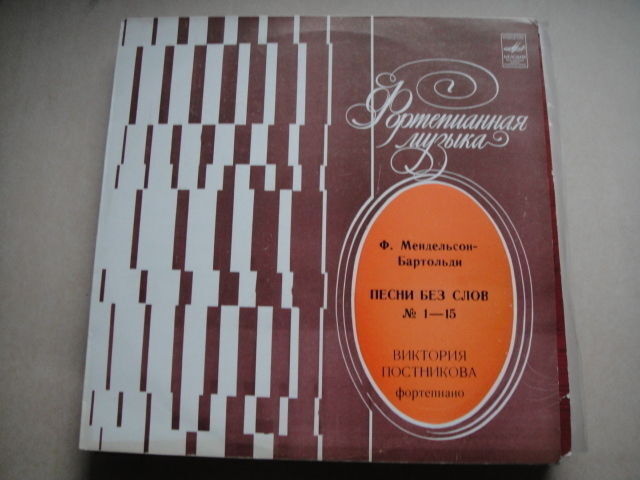 Фортепианная
музыка
Ф. Мендельсон-
Бартольди
ПЕСНИ БЕЗ СЛОВ
№ 1—15
ВИКТОРИЯ
ПОСТНИКОВА
фортепиано